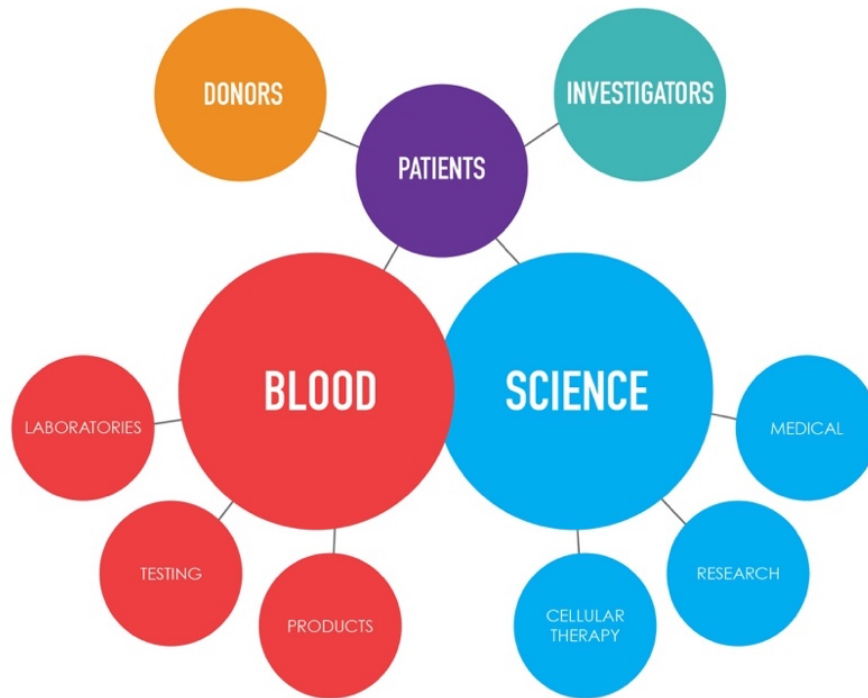 DONORS
INVESTIGATORS
PATIENTS
BLOOD
SCIENCE
LABORATORIES
MEDICAL
TESTING
RESEARCH
PRODUCTS
CELLULAR
THERAPY